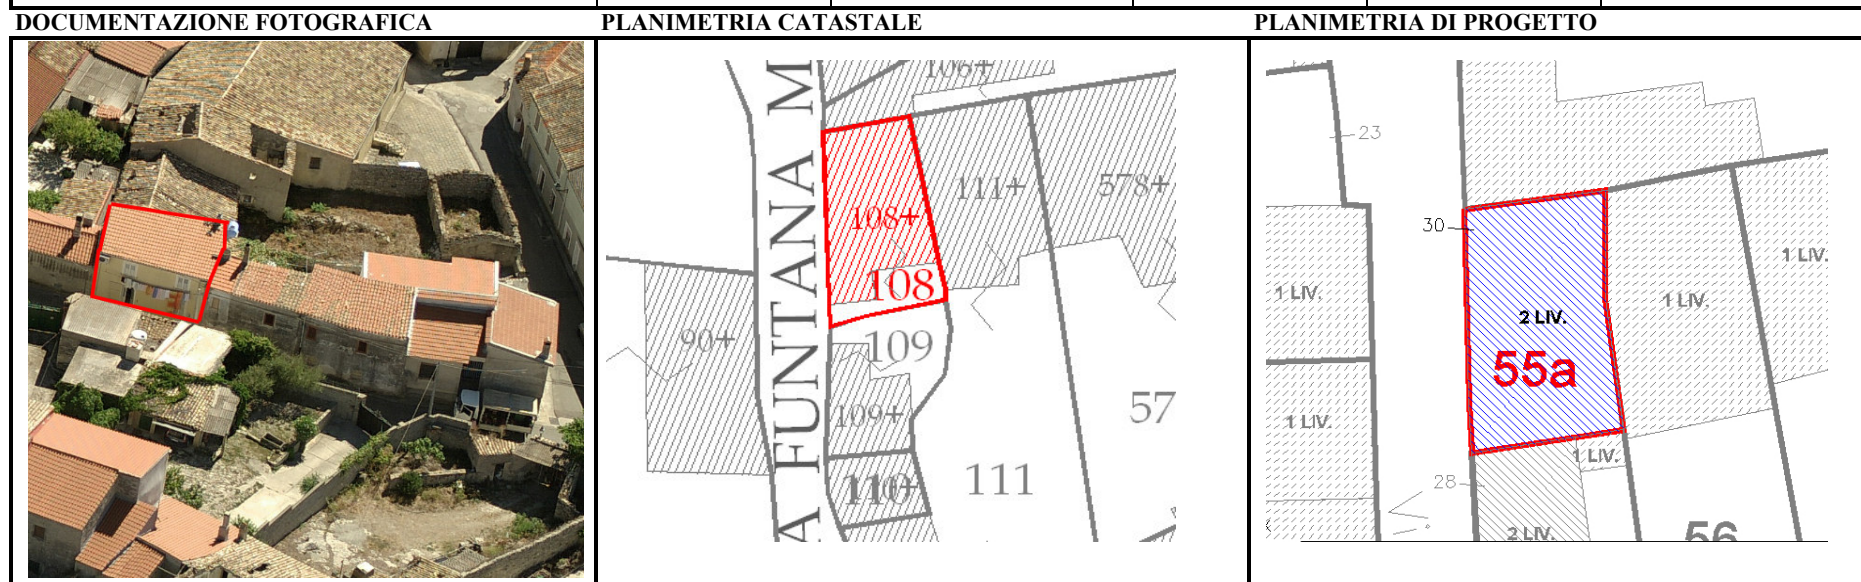 DOCUMENTAZIONE FOTOGRAFICA
PLANIMETRIA CATASTALE
PLANIMETRIA DI PROGETTO
106+
A FUNTANA M
108+
111+
578+
108
90+
109
109+
57
110+
111
23
30
1 LIV.
1 LIV.
1 LIV.
2 LIV.
55a
1 LIV.
1 LIV.
28
2 LIV.
56